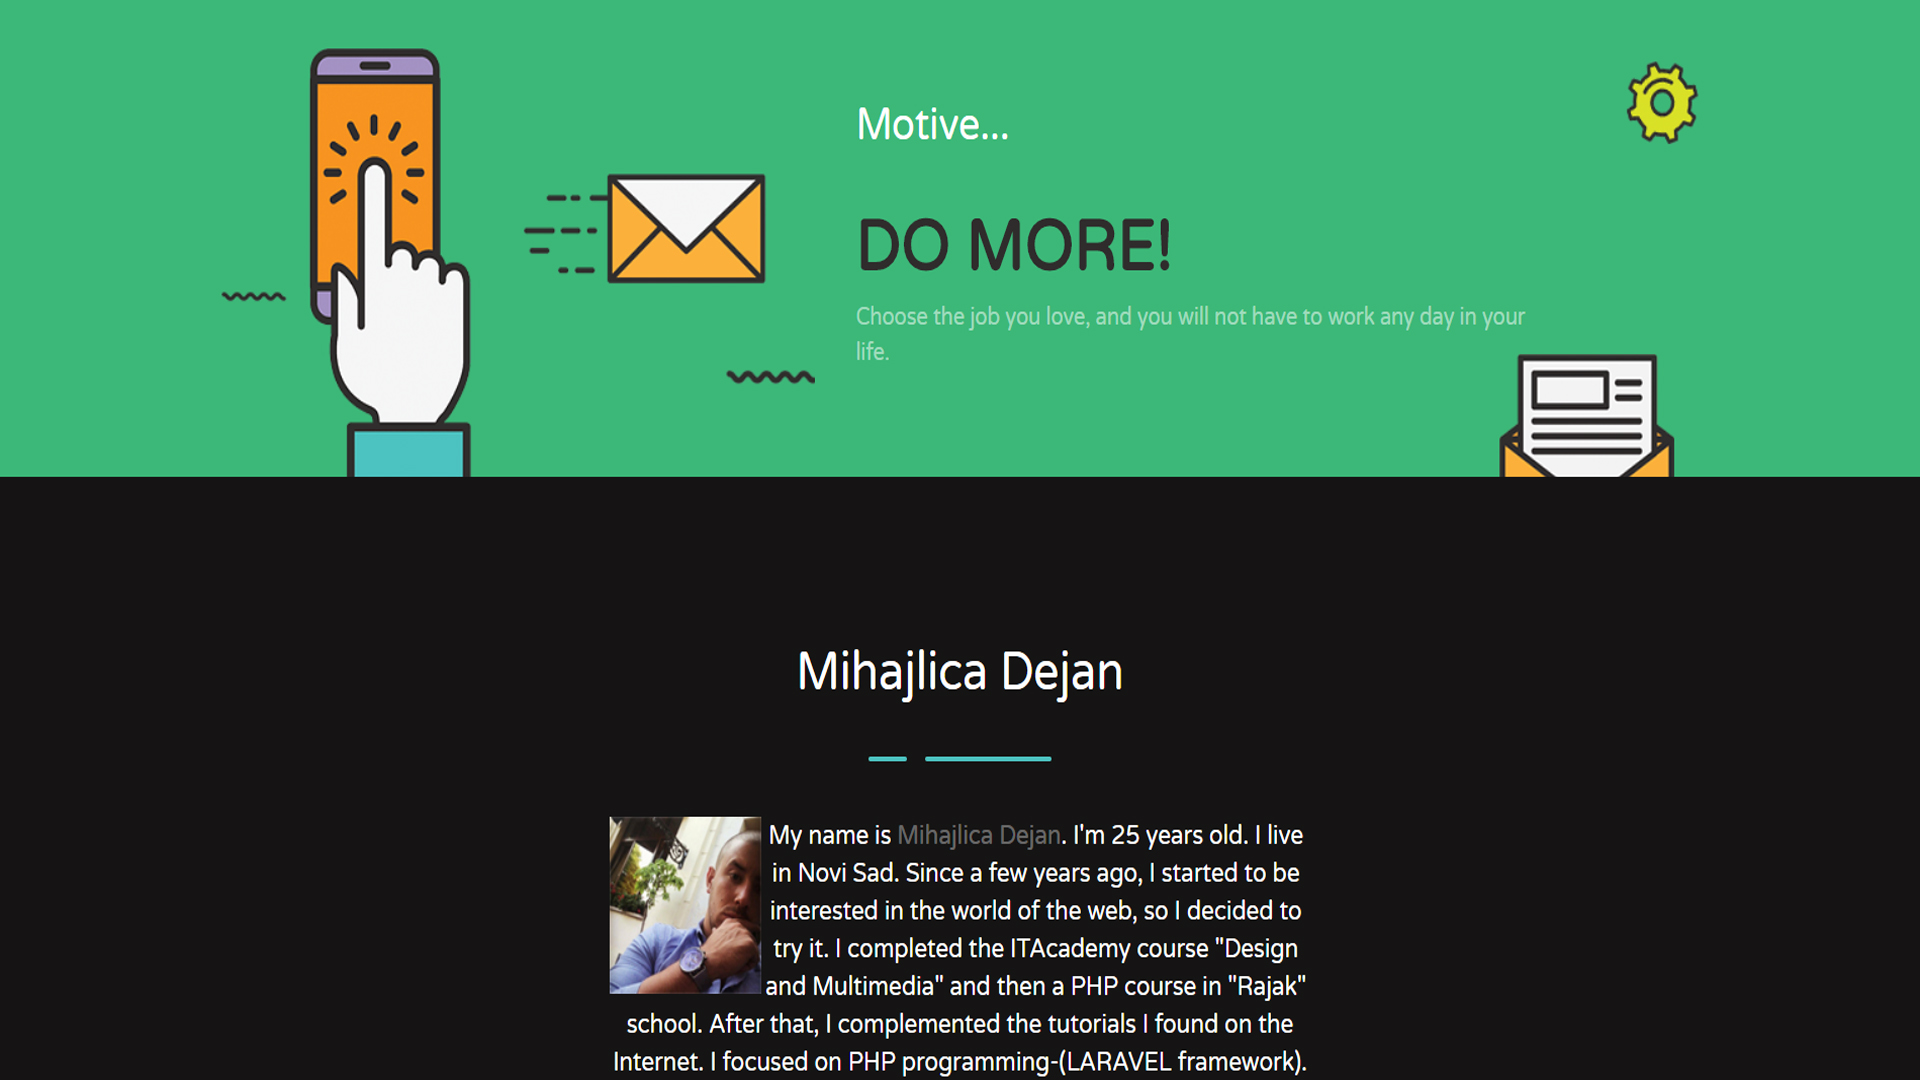 Motive...
DO MORE!
Choose the job you love, and you will not have to work any day in your
life.
Mihajlica Dejan
My name is Mihajlica Dejan. I'm 25 years old. I live
in Novi Sad. Since a few years ago, I started to be
interested in the world of the web, so I decided to
try it. I completed the ITAcademy course "Design
and Multimedia" and then a PHP course in "Rajak"
school. After that, I complemented the tutorials I found on the
Internet. I focused on PHP programming-(LARAVEL framework).